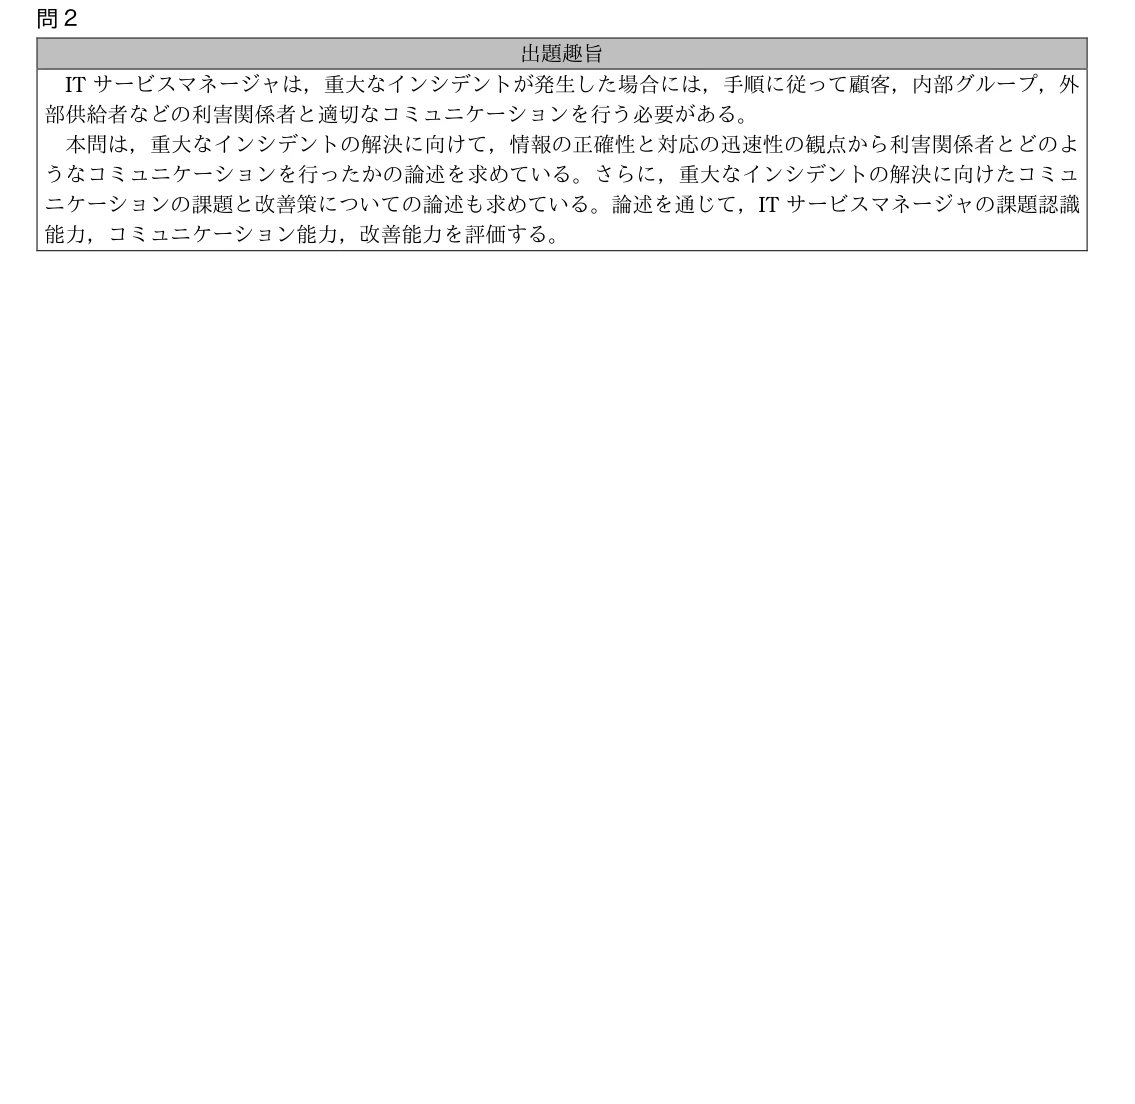 問２
出題趣旨
IT サービスマネージャは，重大なインシデントが発生した場合には，手順に従って顧客，内部グループ，外
部供給者などの利害関係者と適切なコミュニケーションを行う必要がある。
本問は，重大なインシデントの解決に向けて，情報の正確性と対応の迅速性の観点から利害関係者とどのよ
うなコミュニケーションを行ったかの論述を求めている。さらに，重大なインシデントの解決に向けたコミュ
ニケーションの課題と改善策についての論述も求めている。論述を通じて，IT サービスマネージャの課題認識
能力，コミュニケーション能力，改善能力を評価する。